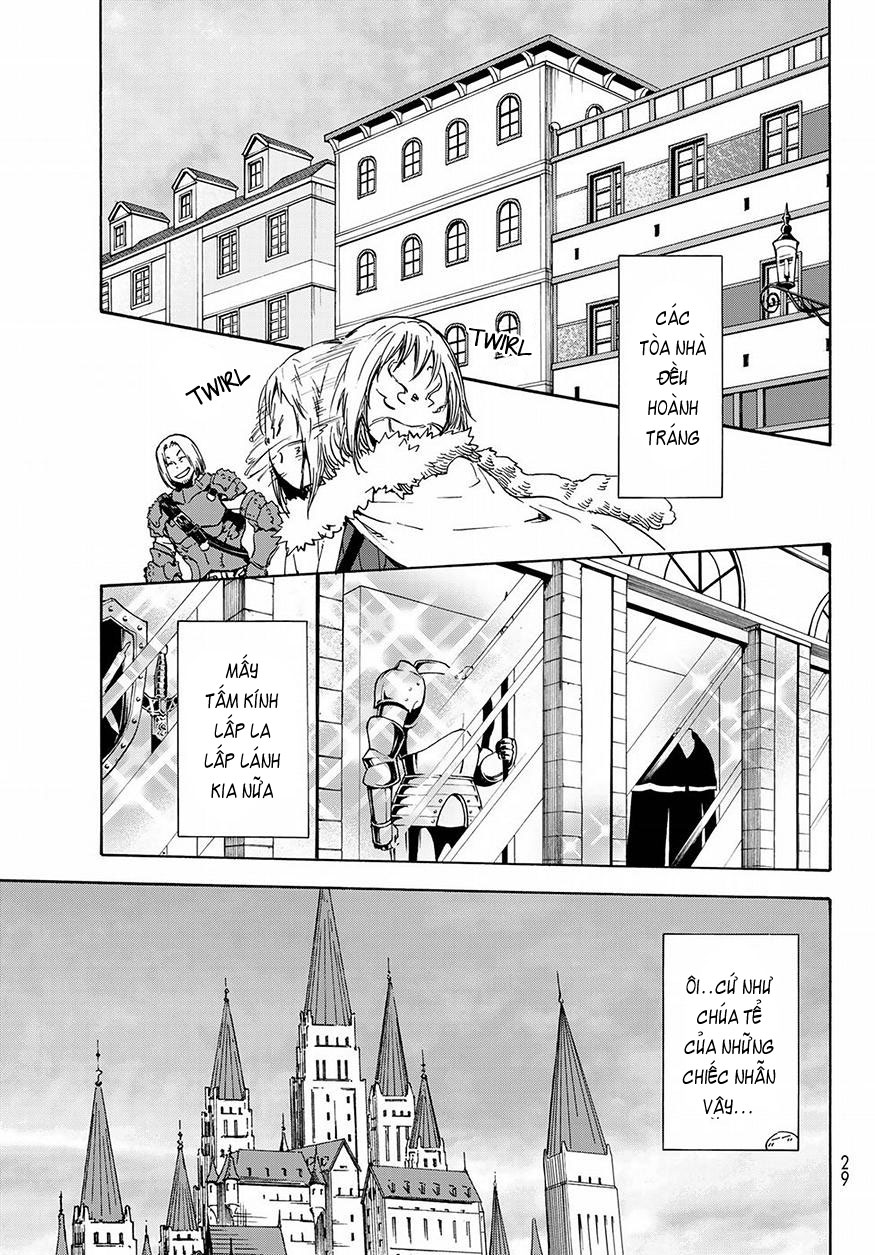 CÁC
TÒA NHÀ
ĐỀU
HOÀNH
TRÁNG
TWIRL
TWIRL
MẤY
TẤM KÍNH
LẤP LA
LẤP LÁNH
KIA NỮA
ÔI..CỨ NHƯ
CHÚA TỂ
CỦA NHỮNG
CHIẾC NHẪN
VẬY...
29